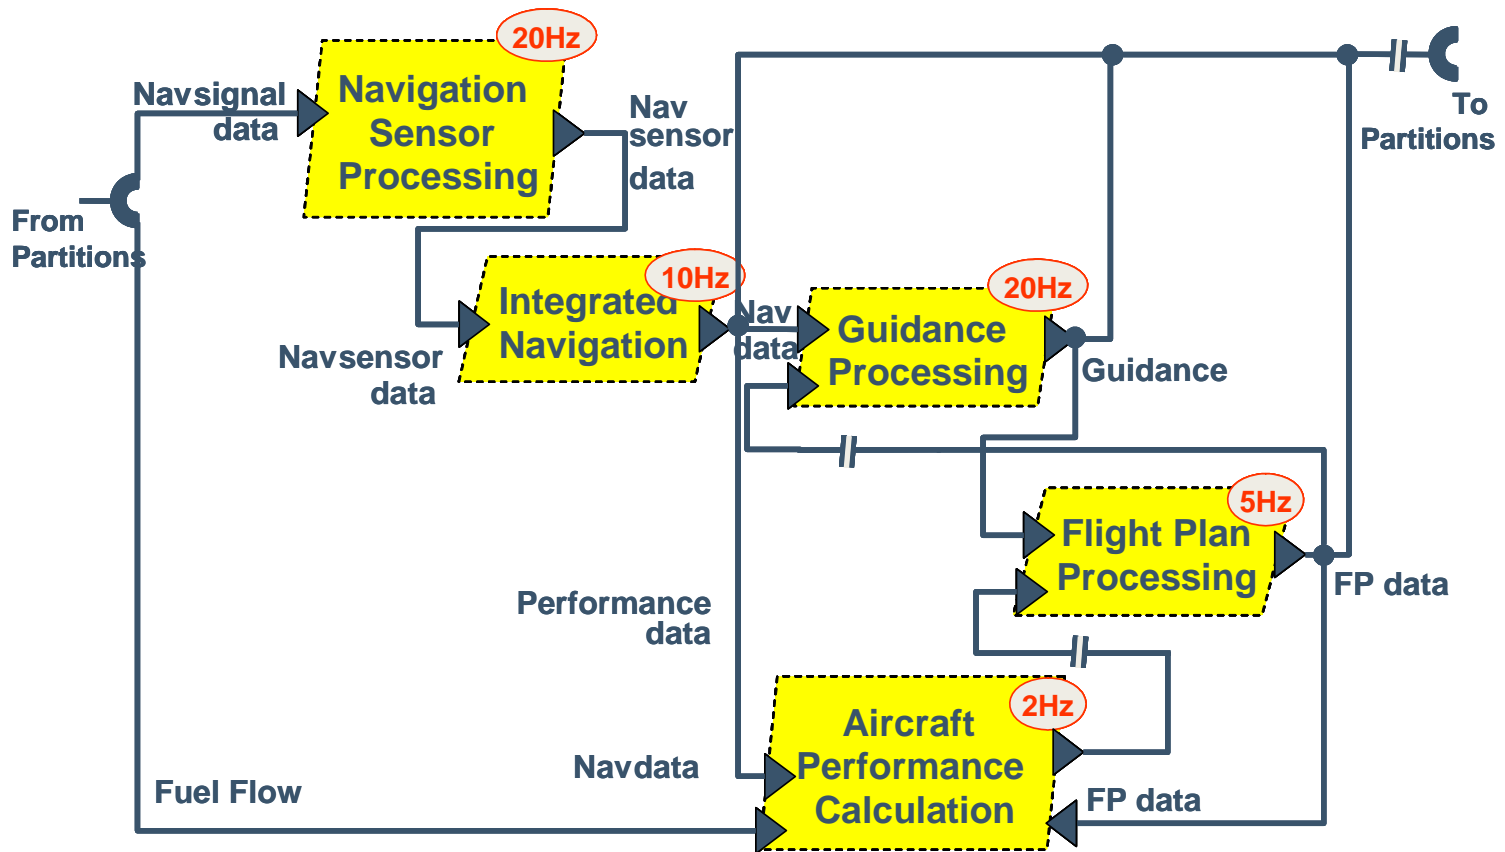 20Hz
Navsignal
data
Navigation
Sensor
Processing
Nav
sensor
data
To
Partitions
From
Partitions
10Hz
Integrated
Navigation
Navsensor
data
Nav
data
20Hz
Guidance
Processing
Guidance
5Hz
Flight Plan
Processing
FP data
Performance
data
2Hz
Aircraft
Performance
Calculation
Navdata
Fuel Flow
FP data